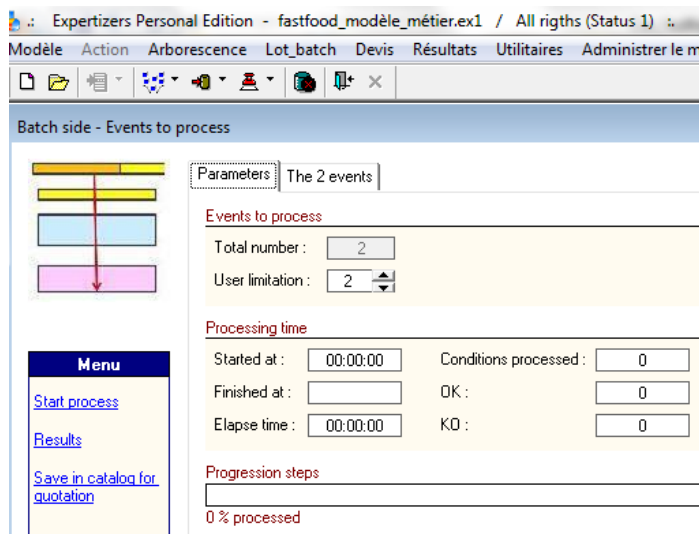 .: Expertizers Personal Edition - fastfood_modèle_métier.ex1 / All rigths (Status 1) :.
Modèle Action Arborescence Lot_batch Devis Résultats Utilitaires Administrer le m
Batch side - Events to process
Parameters The 2 events
Events to process
Total number : 2
User limitation : 2
Processing time
Started at : 00:00:00 Conditions processed : 0
Finished at : OK : 0
Elapse time : 00:00:00 KO : 0
Progression steps
0 % processed
Menu
Start process
Results
Save in catalog for
quotation